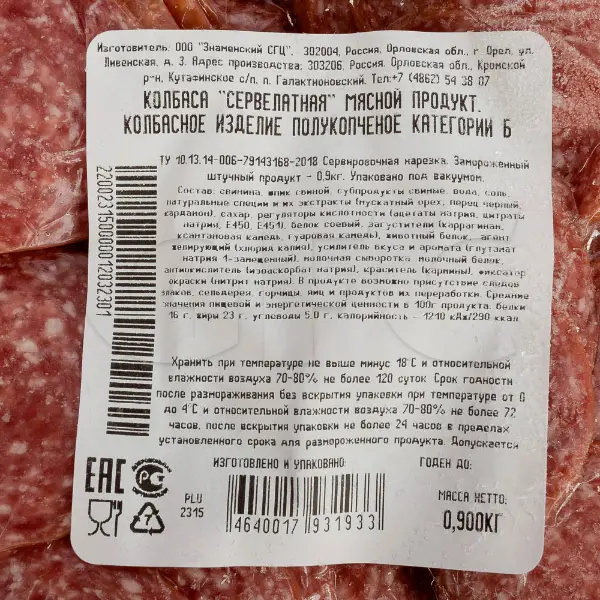 Изготовитель: ООО "Знаменский СГЦ". 302004, Россия, Орловская обл., г. Орел, ул.
Ливенская, д. 3. Адрес производства: 303206, Россия, Орловская обл., Кромской
р-н, Кутафинское с/п, п. Галактионовский. Тел:+7 (4862) 54 38 07
КОЛБАСА "СЕРВЕЛАТНАЯ" МЯСНОЙ ПРОДУКТ.
КОЛБАСНОЕ ИЗДЕЛИЕ ПОЛУКОПЧЕНОЕ КАТЕГОРИИ Б
ТУ 10.13.14-006-79143168-2018 Сервировочная нарезка. Замороженный
штучный продукт - 0,9кг. Упаковано под вакуумом.
Состав: свинина, шпик свиной, субпродукты свиные, вода, соль,
натуральные специи и их экстракты (мускатный орех, перец черный,
кардамон), сахар, регуляторы кислотности (ацетаты натрия, цитраты
натрия, Е450, Е451), белок соевый, загустители (каррагинан,
ксантановая камедь, гуаровая камедь), животный белок, агент
желирующий (хлорид калия), усилитель вкуса и аромата (глутамат
натрия 1-замещенный), молочная сыворотка, молочный белок,
антиокислитель (изоаскорбат натрия), краситель (кармины), фиксатор
окраски (нитрит натрия). В продукте возможно присутствие следов
злаков, сельдерея, горчицы, яиц и продуктов их переработки. Средние
значения пищевой и энергетической ценности в 100г продукта: белки
16 г, жиры 23 г, углеводы 5.0 г, калорийность - 1210 кДж/290 ккал.
Хранить при температуре не выше минус 18°С и относительной
влажности воздуха 70-80% не более 120 суток Срок годности
после размораживания без вскрытия упаковки при температуре от 0
до 4°С и относительной влажности воздуха 70-80% не более 72
часов, после вскрытия упаковки не более 24 часов в пределах
установленного срока для размороженного продукта. Допускается
ИЗГОТОВЛЕНО И УПАКОВАНО:
ГОДЕН ДО:
EAC
PLU
2315
4640017 931933
МАССА НЕТТО:
0,900КГ